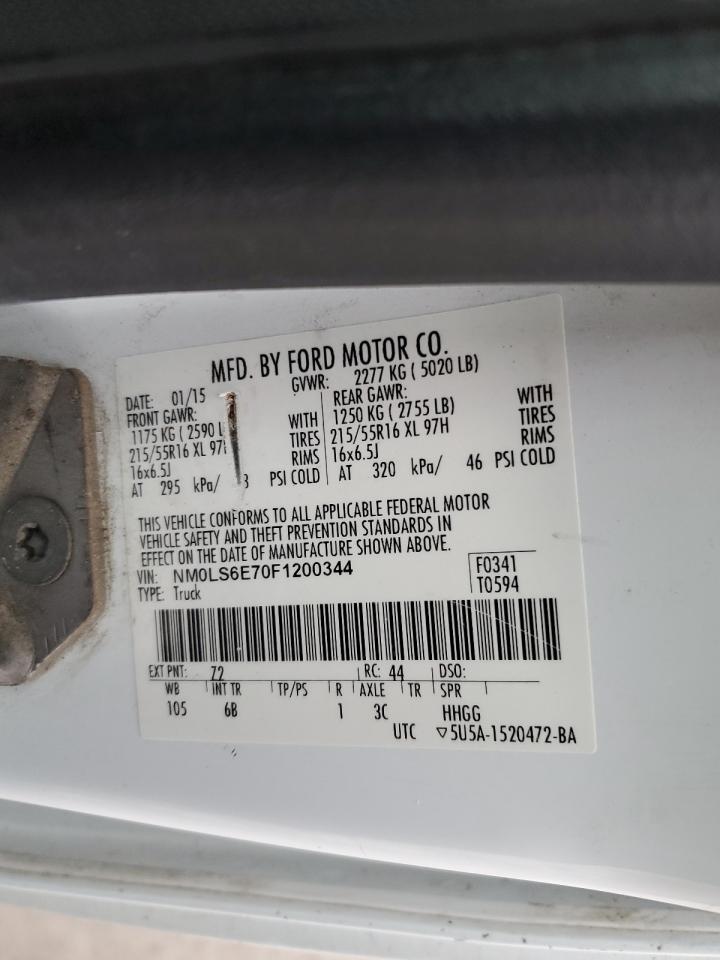 MFD. BY FORD MOTOR CO.
DATE: 01/15 GVWR: 2277 KG ( 5020 LB)
FRONT GAWR: REAR GAWR:
1175 KG ( 2590 WITH 1250 KG ( 2755 LB) WITH
215/55R16 XL TIRES 215/55R16 XL 97H TIRES
16x6.5J RIMS 16x6.5J RIMS
AT 295 kPa/ PSI COLD AT 320 kPa/ 46 PSI COLD
THIS VEHICLE CONFORMS TO ALL APPLICABLE FEDERAL MOTOR
VEHICLE SAFETY AND THEFT PREVENTION STANDARDS IN
EFFECT ON THE DATE OF MANUFACTURE SHOWN ABOVE.
VIN: NM0LS6E70F1200344 F0341
TYPE: Truck T0594
EXT PNT: YZ RC: 44 DSO:
WB INT TR TP/PS R AXLE TR SPR
105 6B 1 3C HHGG
UTC ▽5U5A-1520472-BA